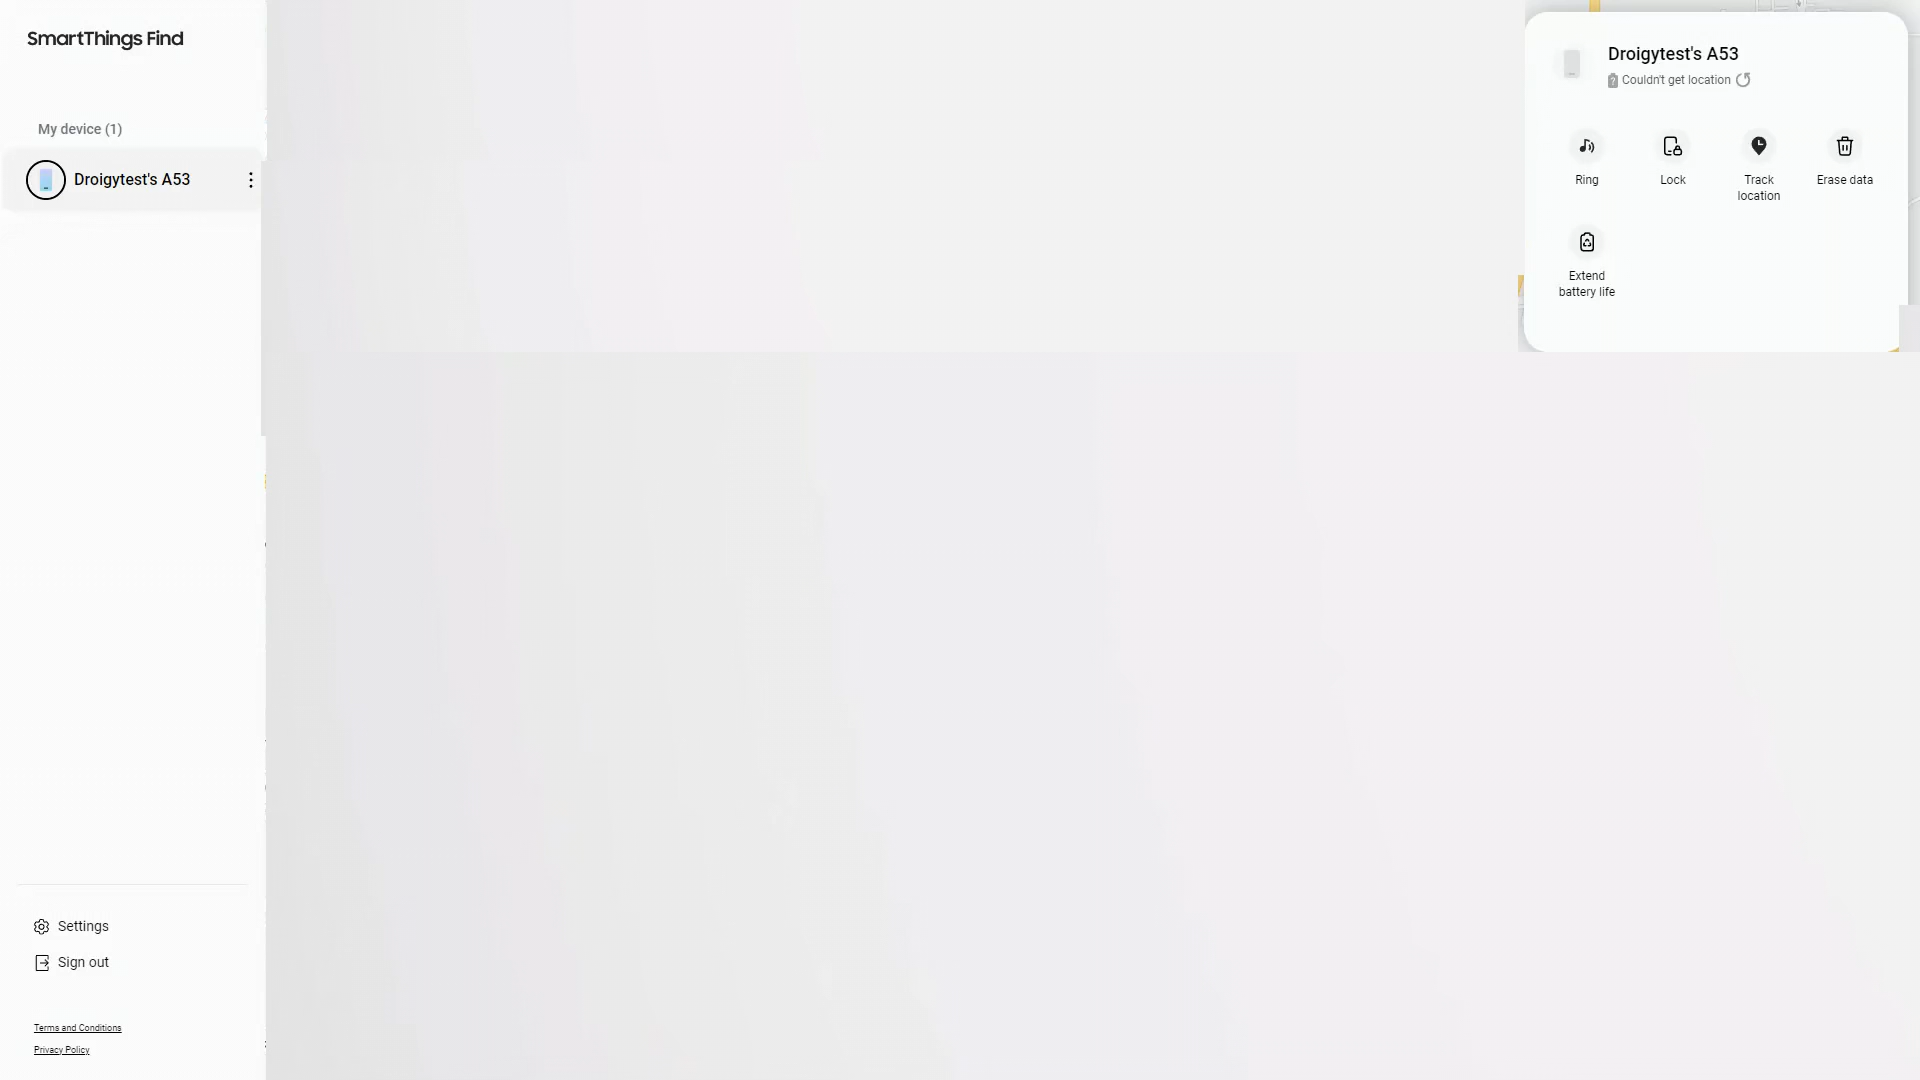 SmartThings Find
My device (1)
Droigytest's A53
Settings
Sign out
Terms and Conditions
Privacy Policy
Droigytest's A53
Couldn't get location
Ring
Lock
Track
location
Erase data
Extend
battery life